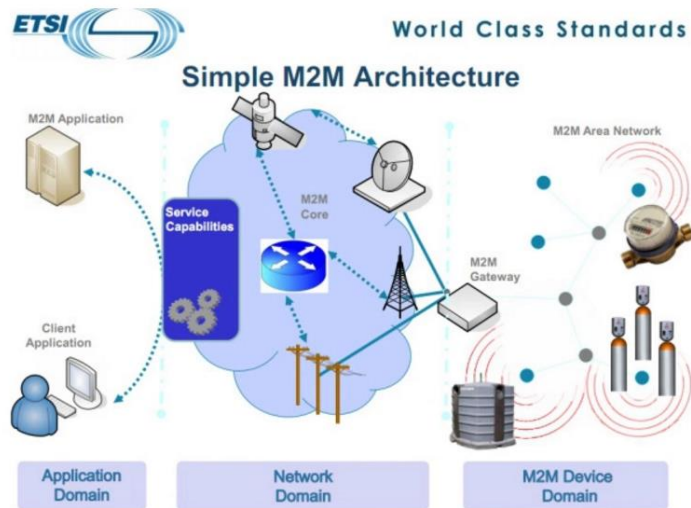 ETSI
World Class Standards
Simple M2M Architecture
M2M Application
M2M Area Network
Service
Capabilities
M2M
Core
M2M
Gateway
Client
Application
Application
Domain
Network
Domain
M2M Device
Domain